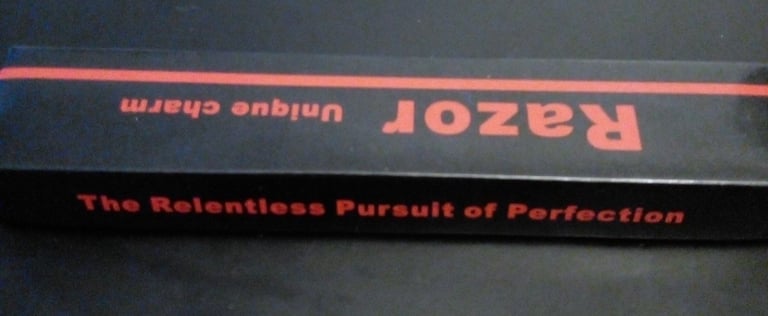 Razor Unique charm
The Relentless Pursuit of Perfection